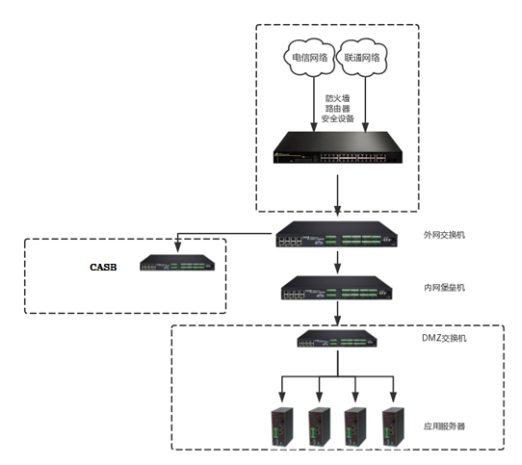 电信网络
联通网络
防火墙
路由器
安全设备
外网交换机
CASB
内网堡垒机
DMZ交换机
应用服务器